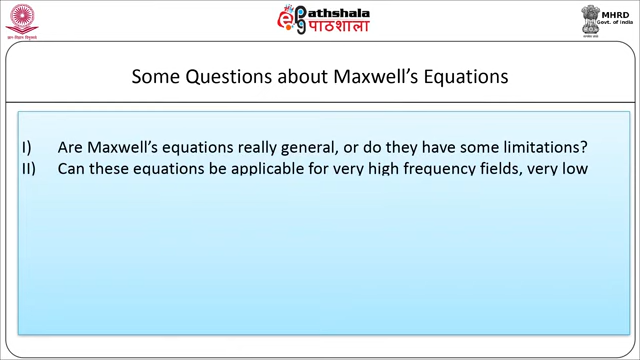 Pathshala
पाठशाला
MHRD
Govt. of India
Some Questions about Maxwell's Equations
I) Are Maxwell's equations really general, or do they have some limitations?
II) Can these equations be applicable for very high frequency fields, very low